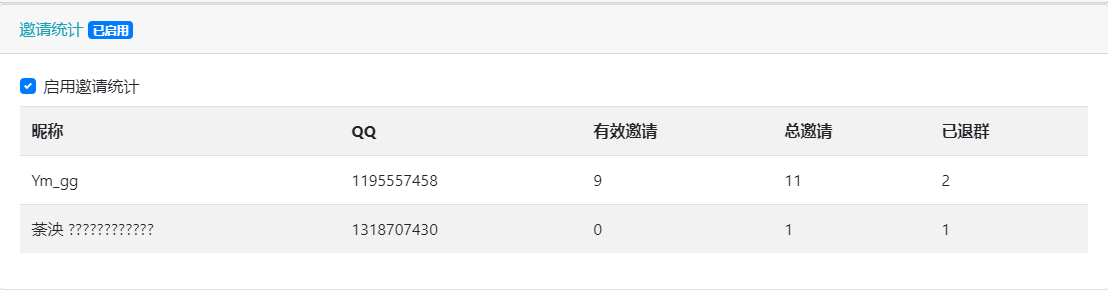 邀请统计 已启用
启用邀请统计
昵称 QQ 有效邀请 总邀请 已退群
Ym_gg 1195557458 9 11 2
荼泱 ???????????? 1318707430 0 1 1